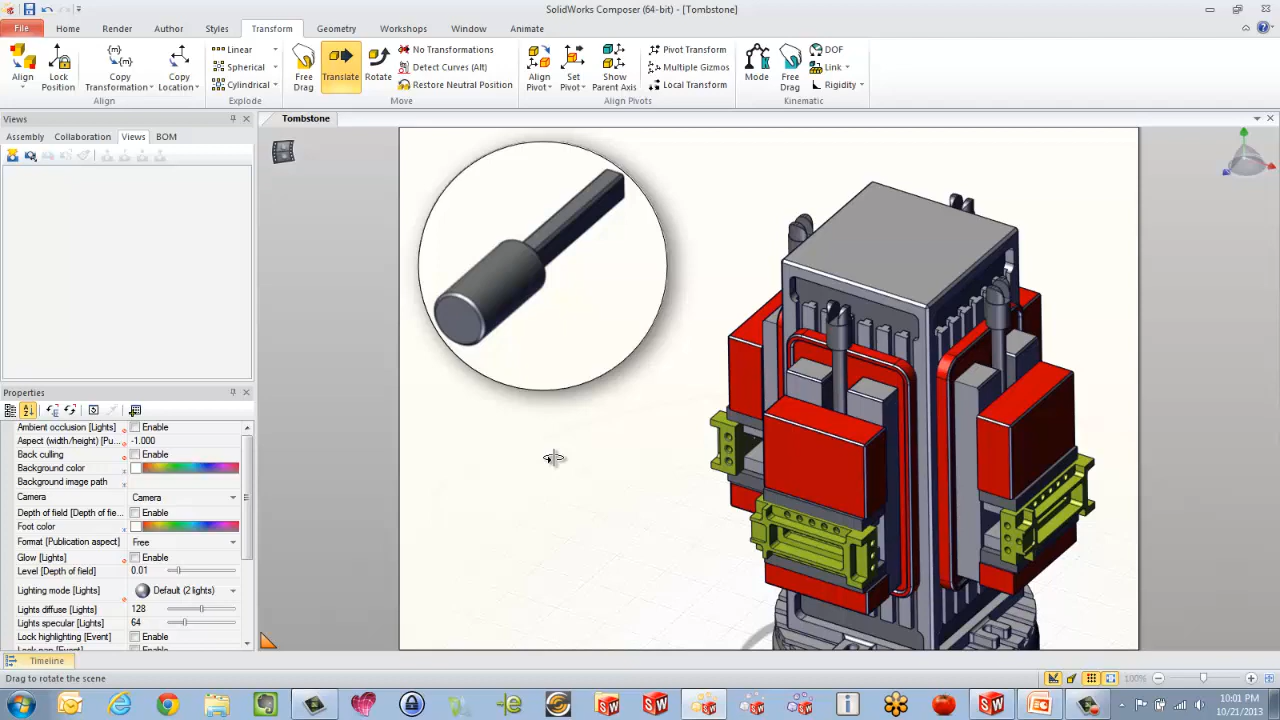 SolidWorks Composer (64-bit) - [Tombstone]
File Home Render Author Styles Transform Geometry Workshops Window Animate
Align Lock Position Copy Transformation Copy Location
Linear Spherical Cylindrical
Free Drag Translate Rotate
No Transformations
Detect Curves (Alt)
Restore Neutral Position
Align Pivot Set Pivot Show Parent Axis
Pivot Transform
Multiple Gizmos
Local Transform
Mode Free Drag
DOF
Link
Rigidity
Align Explode Move Align Pivots Kinematic
Views
Tombstone
Assembly Collaboration Views BOM
Properties
Ambient occlusion [Lights] Enable
Aspect (width/height) [Pu... -1.000
Back culling Enable
Background color
Background image path
Camera Camera
Depth of field [Depth of fie... Enable
Foot color
Format [Publication aspect] Free
Glow [Lights] Enable
Level [Depth of field] 0.01
Lighting mode [Lights] Default (2 lights)
Lights diffuse [Lights] 128
Lights specular [Lights] 64
Lock highlighting [Event] Enable
Timeline
Drag to rotate the scene
100%
10:01 PM
10/21/2013